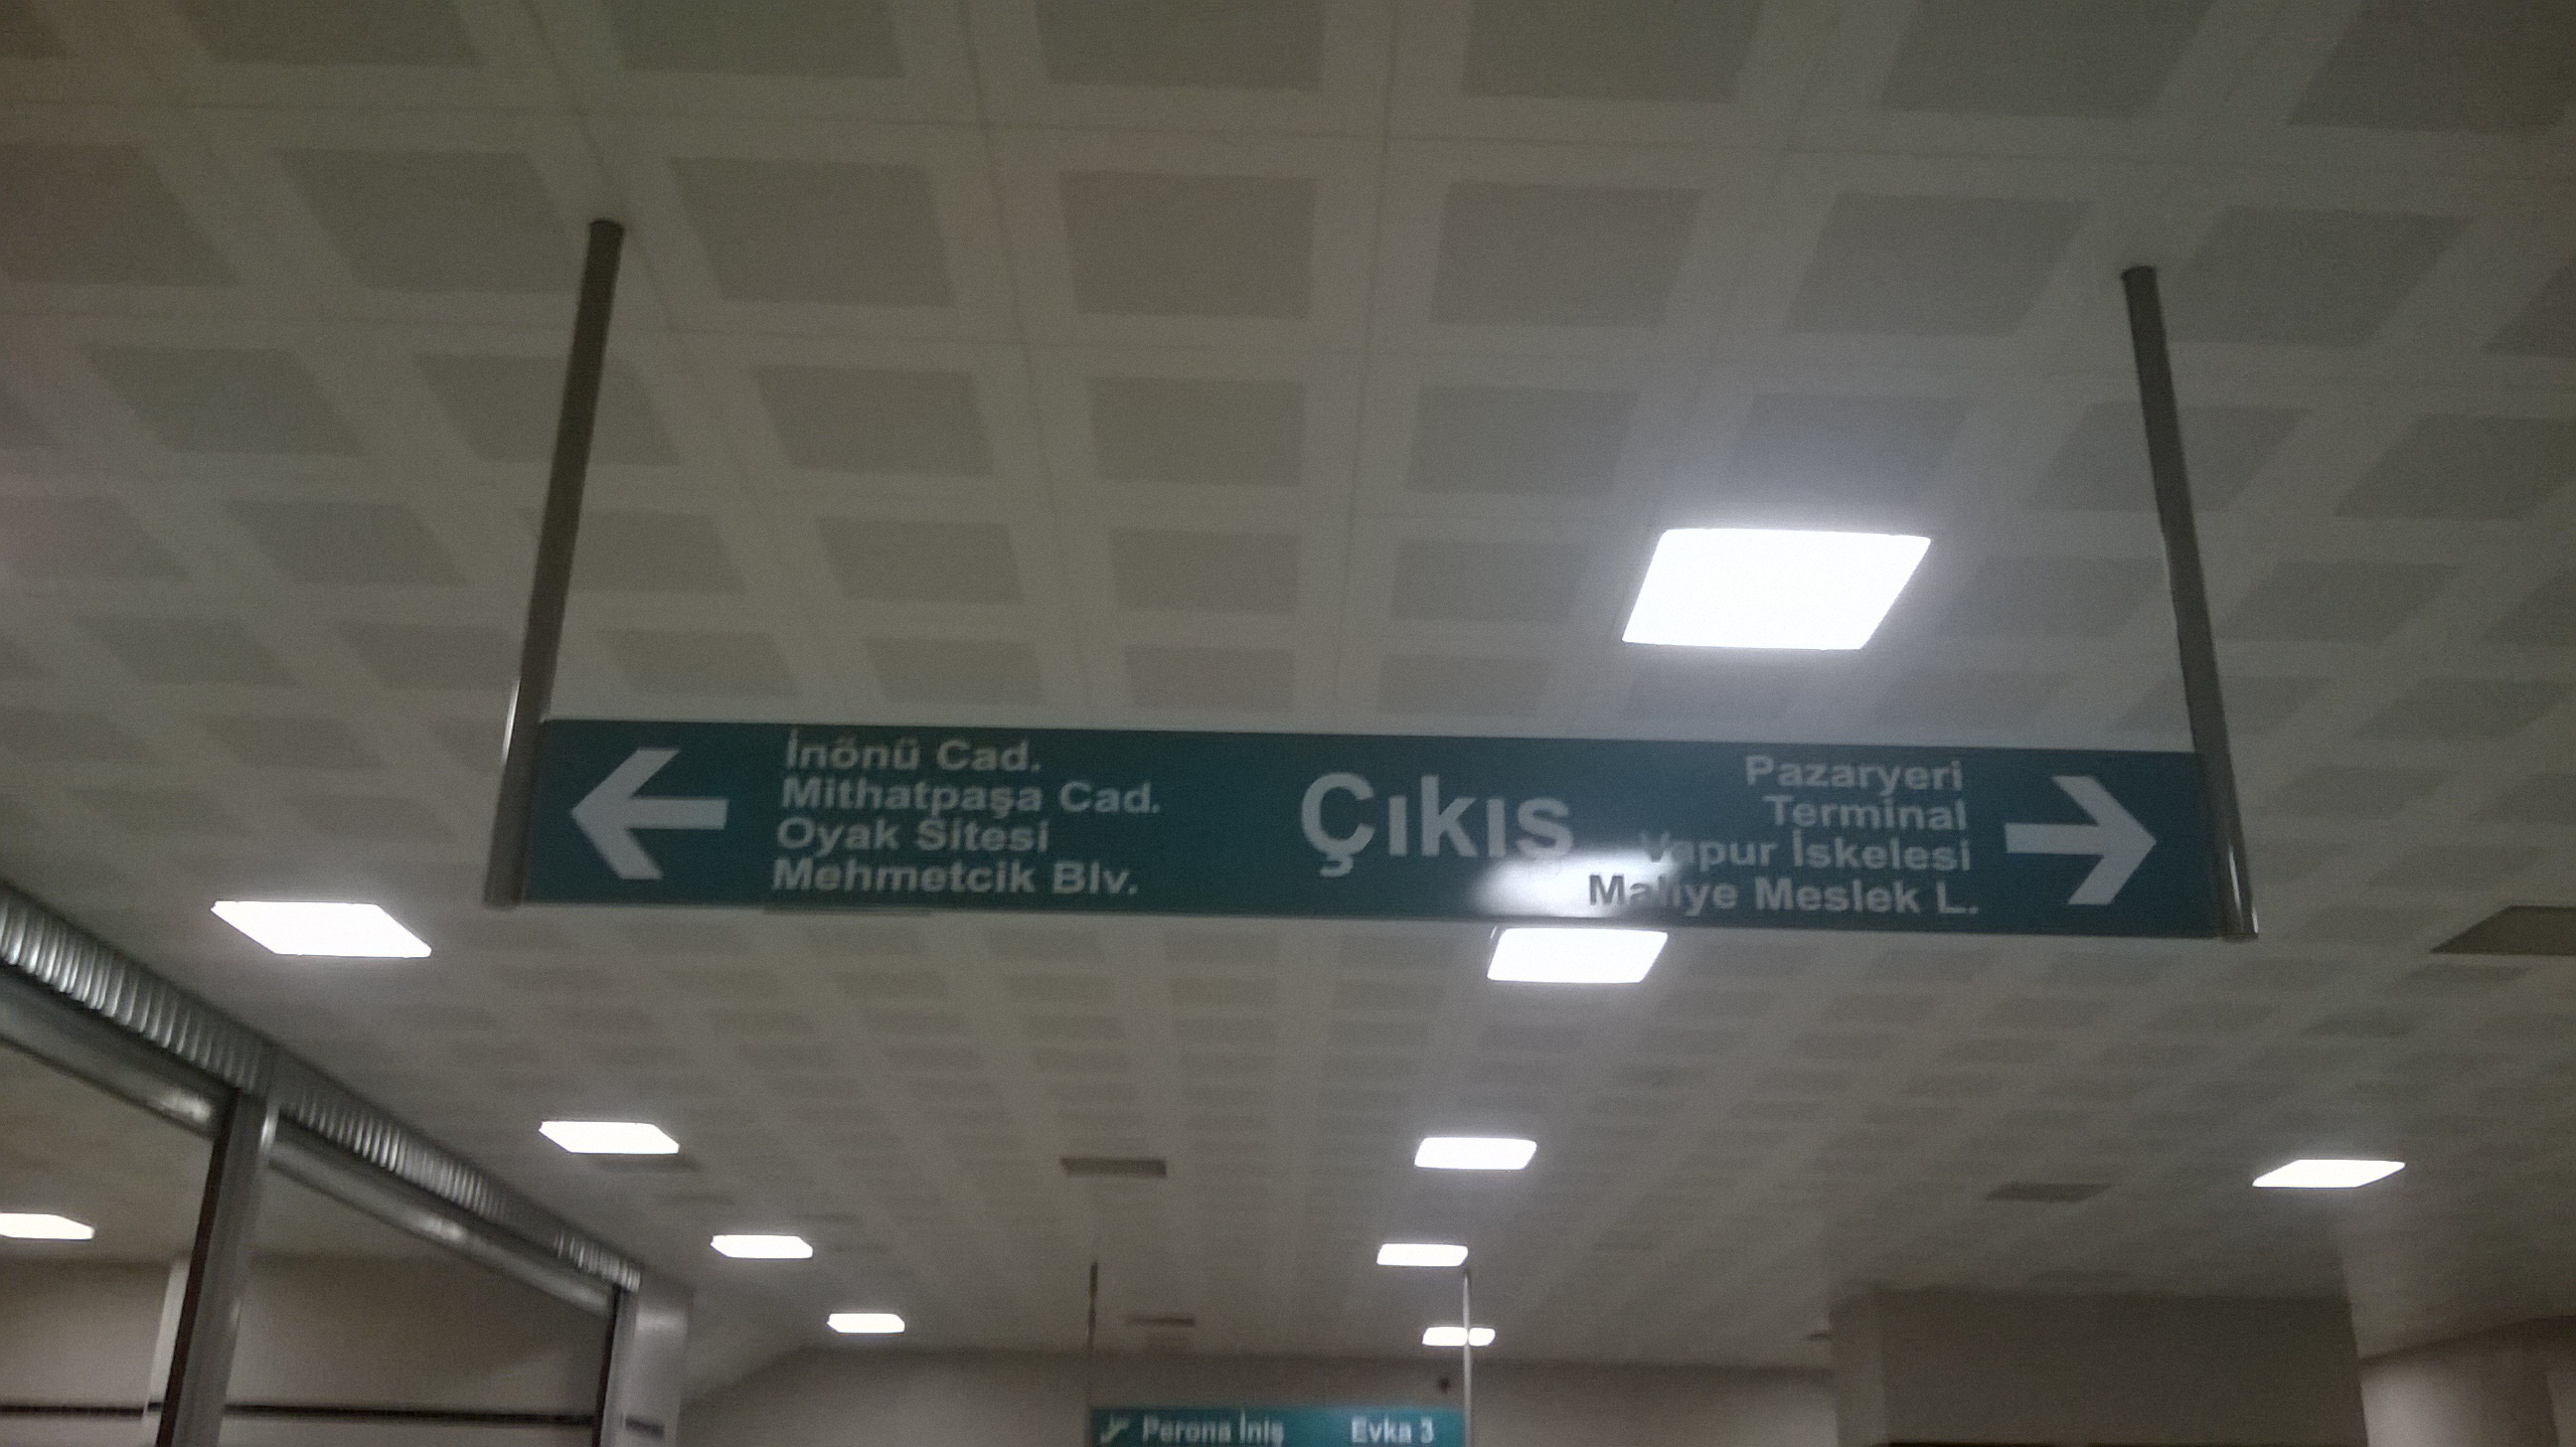 İnönü Cad.
Mithatpaşa Cad.
Oyak Sitesi
Mehmetcik Blv.
Çıkış
Pazaryeri
Terminal
Vapur İskelesi
Maliye Meslek L.
Perona İniş
Evka 3